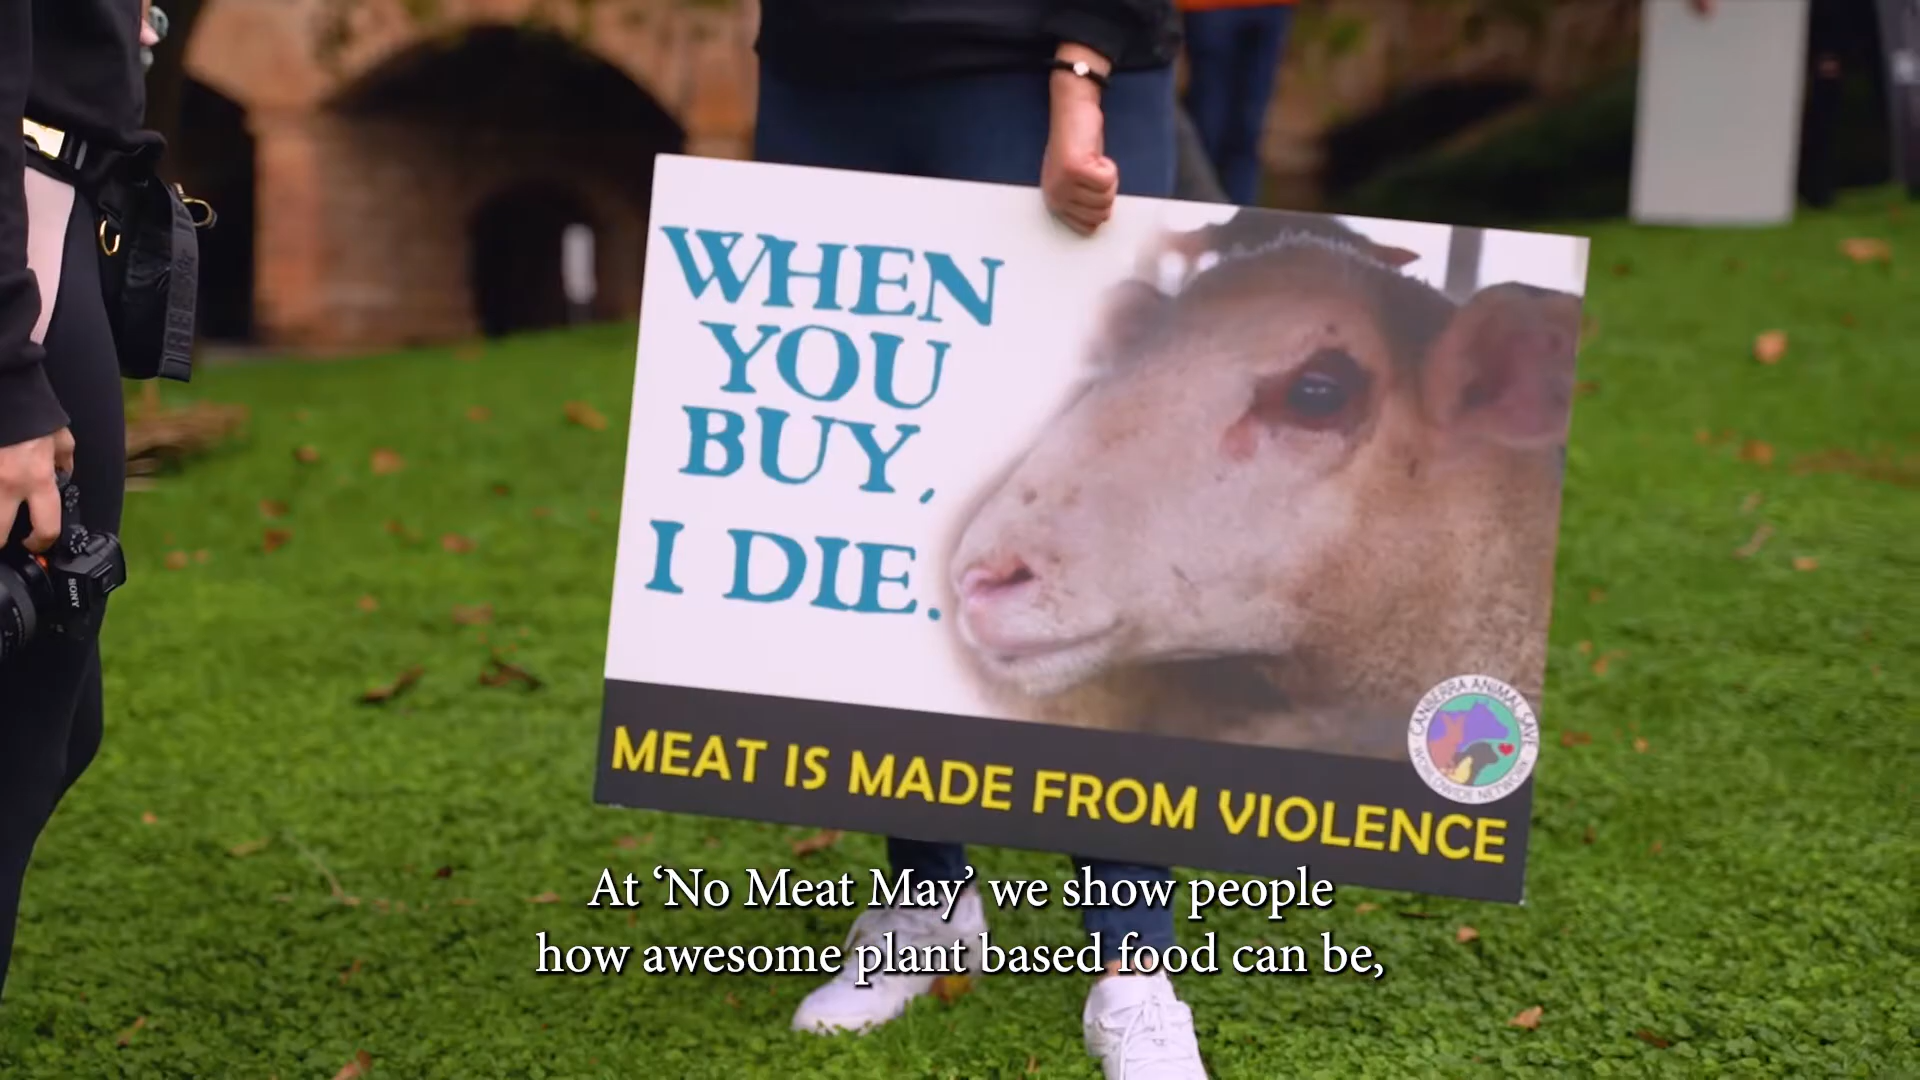 WHEN
YOU
BUY,
I DIE.
CANBERRA ANIMAL SAVE
WORLDWIDE NETWORK
MEAT IS MADE FROM VIOLENCE
SONY
At ‘No Meat May’ we show people
how awesome plant based food can be,